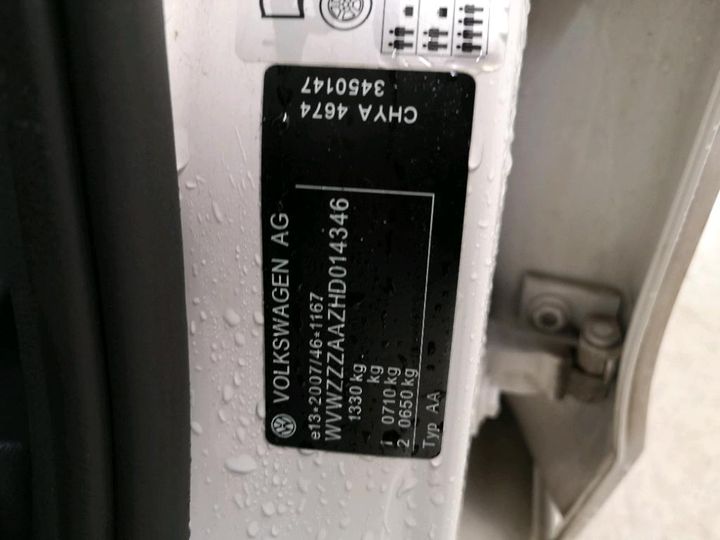 VOLKSWAGEN AG
e13*2007/46*1167
WVWZZZAAZHD014346
1330 kg
kg
1 0710 kg
2 0650 kg
Typ AA
CHYA 4674
3450147